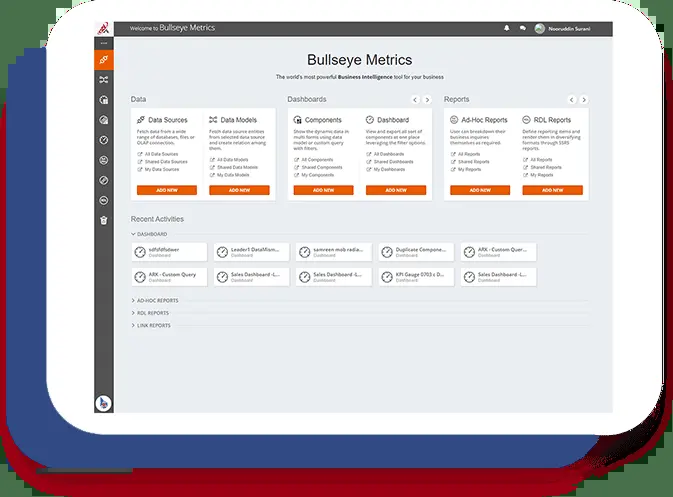 Welcome to Bullseye Metrics
Nooruddin Surani
Bullseye Metrics
The world's most powerful Business Intelligence tool for your business
Data
Data Sources
Fetch data from a wide
range of databases, files or
OLAP connection.
All Data Sources
Shared Data Sources
My Data Sources
ADD NEW
Data Models
Fetch data source entities
from selected data source
and create relation among
them.
All Data Models
Shared Data Models
My Data Models
ADD NEW
Dashboards
Components
Show the dynamic data in
multi forms using data
model or custom query
with filters.
All Components
Shared Components
My Components
ADD NEW
Dashboard
View and export all sort of
components at one place
leveraging the filter options.
All Dashboards
Shared Dashboards
My Dashboards
ADD NEW
Reports
Ad-Hoc Reports
User can breakdown their
business inquires
themselves as required.
All Reports
Shared Reports
My Reports
ADD NEW
RDL Reports
Define reporting items and
render them in diversifying
formats through SSRS
reports.
All Reports
Shared Reports
My Reports
ADD NEW
Recent Activities
DASHBOARD
Dashboard
Leader1 DataMism...
Dashboard
samreen mob radia...
Dashboard
Duplicate Compone...
Dashboard
ARX - Custom Quer...
Dashboard
ARX - Custom Query
Dashboard
Sales Dashboard -L...
Dashboard
Sales Dashboard -L...
Dashboard
KPI Gauge 0703 s D...
Dashboard
Sales Dashboard -L...
Dashboard
AD-HOC REPORTS
RDL REPORTS
LINK REPORTS